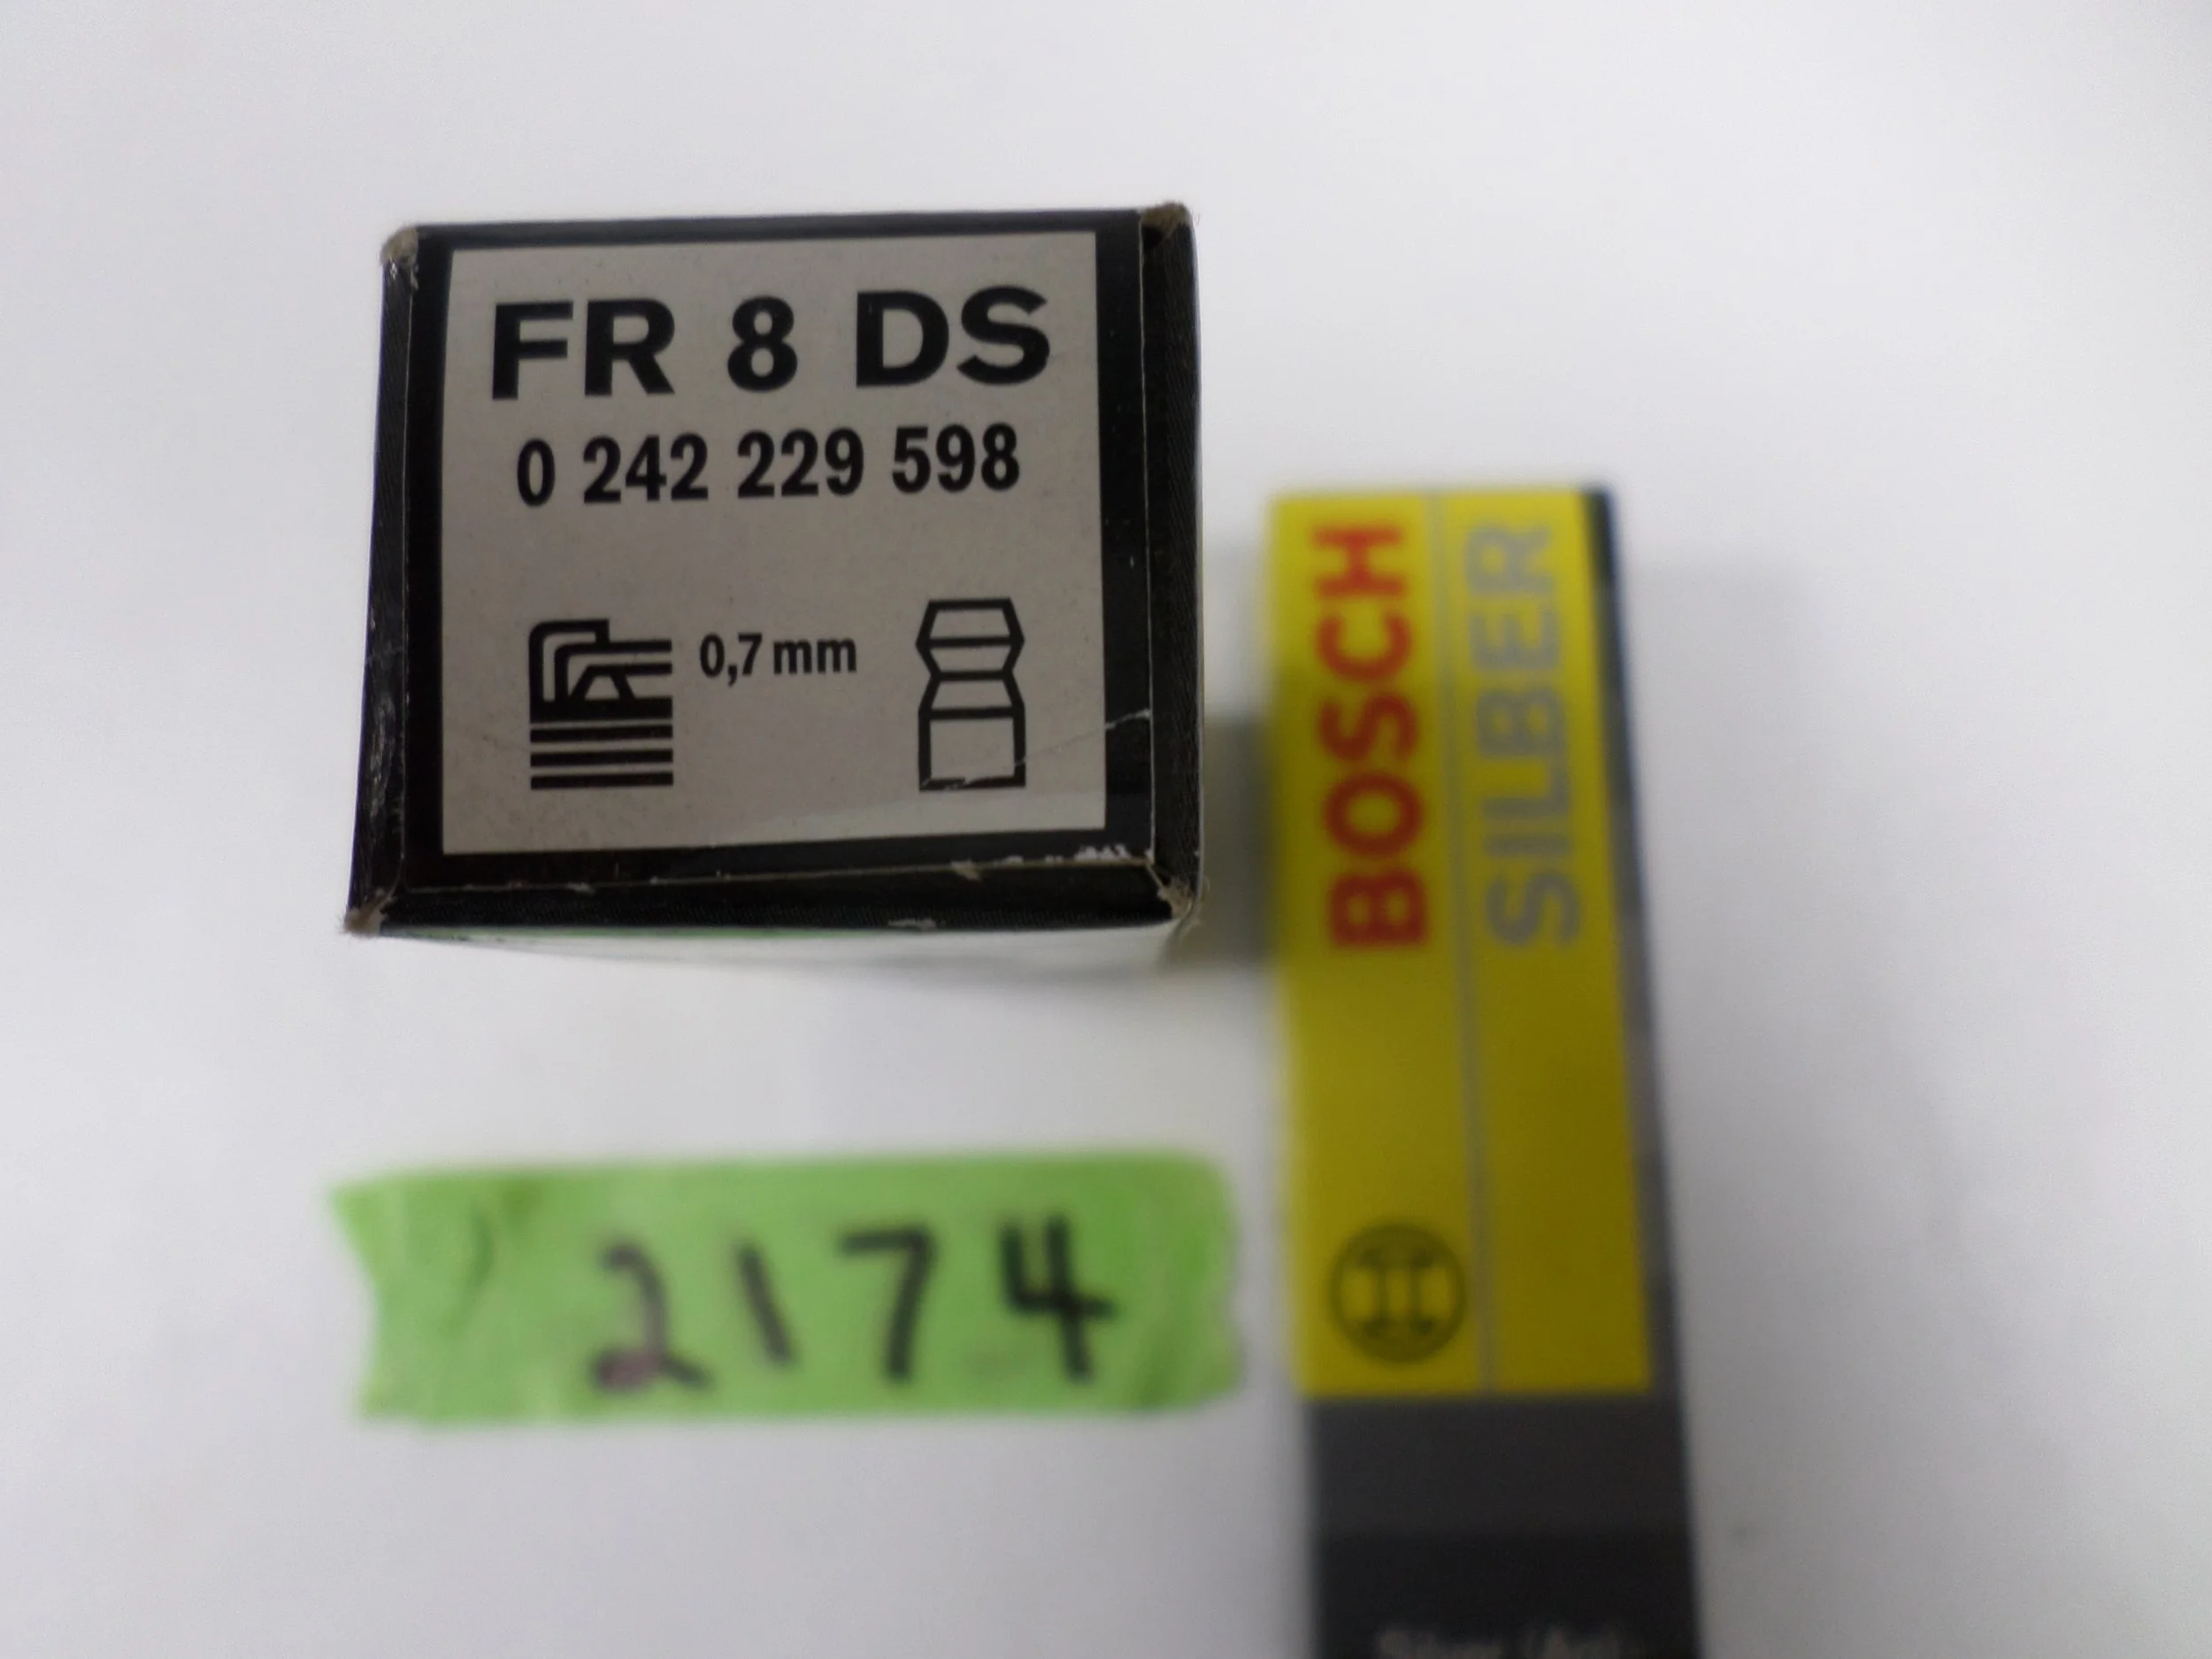 FR 8 DS
0 242 229 598
0,7 mm
BOSCH
SILBER
2174